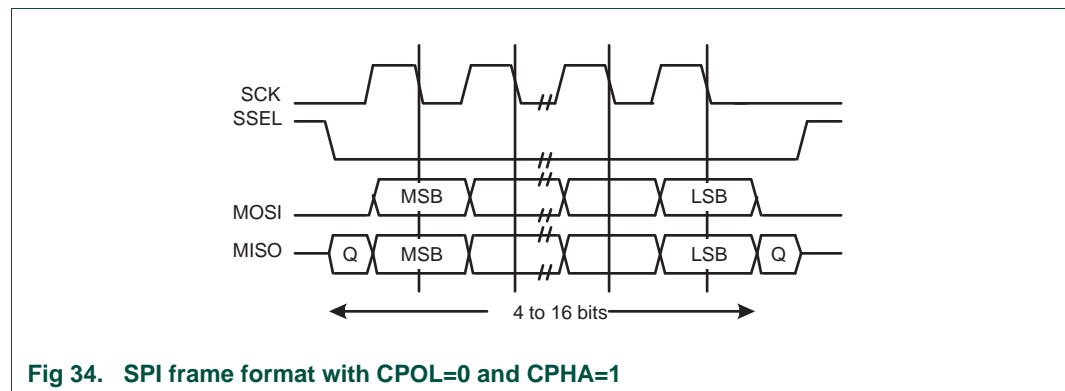 SCK
SSEL
MOSI MSB LSB
MISO Q MSB LSB Q
4 to 16 bits
Fig 34. SPI frame format with CPOL=0 and CPHA=1